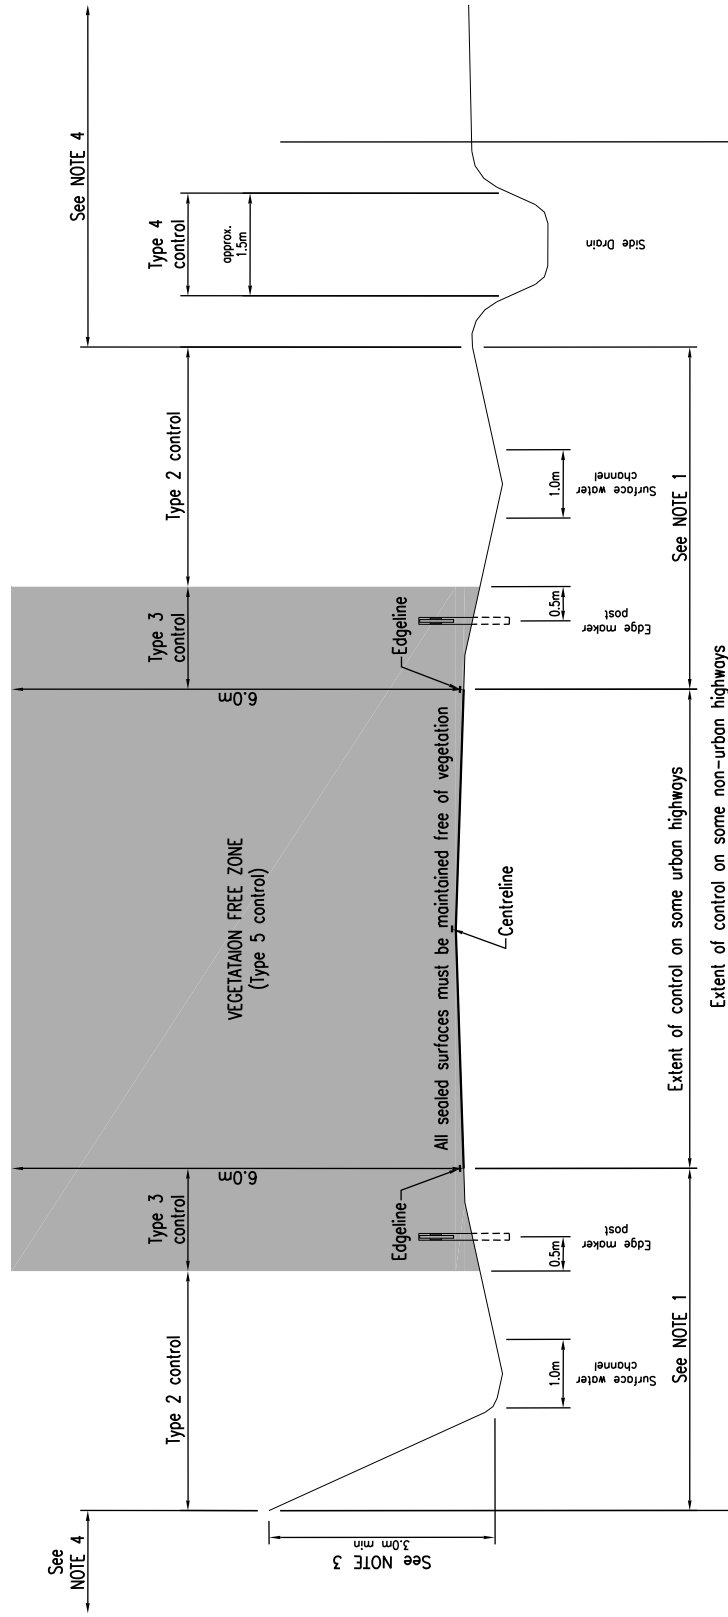 See
NOTE 4
Type 2 control
Type 3
control
Type 3
control
Type 2 control
Type 4
control
approx.
1.5m
See NOTE 4
See NOTE 3
3.0m min
6.0m
6.0m
VEGETATAION FREE ZONE
(Type 5 control)
Edgeline
Edgeline
All sealed surfaces must be maintained free of vegetation
Centreline
1.0m
Surface water
channel
0.5m
Edge maker
post
0.5m
Edge maker
post
1.0m
Surface water
channel
Side Drain
See NOTE 1
Extent of control on some urban highways
See NOTE 1
Extent of control on some non-urban highways